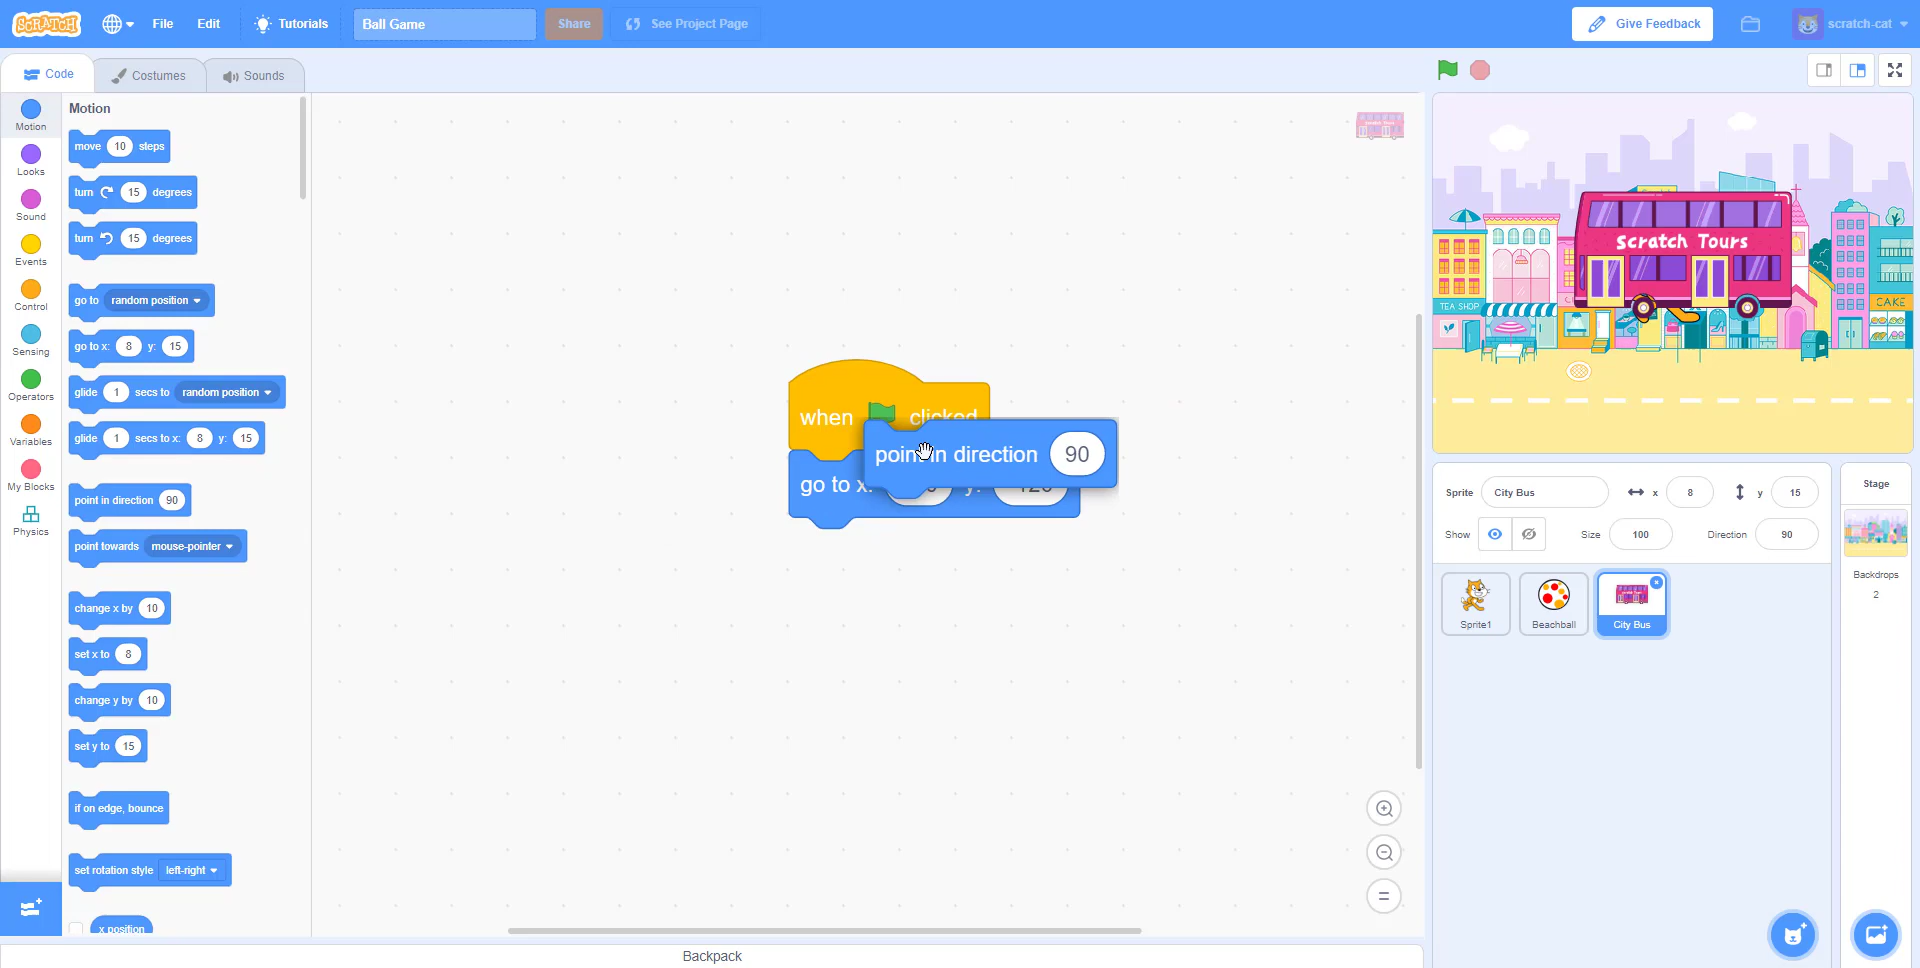 SCRATCH File Edit Tutorials Ball Game Share See Project Page Give Feedback scratch-cat
Code Costumes Sounds
Motion
Looks
Sound
Events
Control
Sensing
Operators
Variables
My Blocks
Physics
Motion
move 10 steps
turn 15 degrees
turn 15 degrees
go to random position
go to x: 8 y: 15
glide 1 secs to random position
glide 1 secs to x: 8 y: 15
point in direction 90
point towards mouse-pointer
change x by 10
set x to 8
change y by 10
set y to 15
if on edge, bounce
set rotation style left-right
x position
when clicked
point in direction 90
go to x: y:
Backpack
Scratch Tours
TEA SHOP
CAKE
Sprite City Bus x 8 y 15
Show Size 100 Direction 90
Sprite1 Beachball City Bus
Stage
Backdrops
2